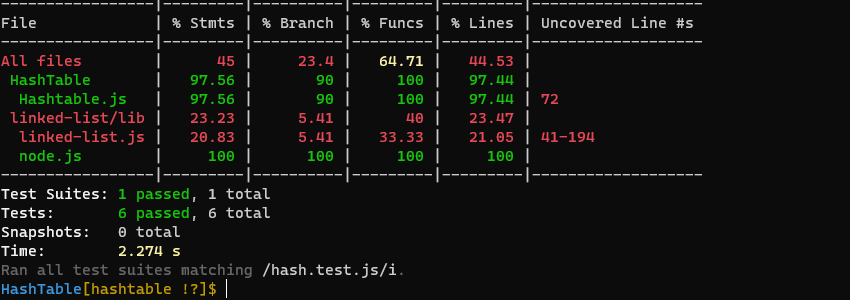 ----------------|---------|----------|---------|---------|-------------------
File            | % Stmts | % Branch | % Funcs | % Lines | Uncovered Line #s
----------------|---------|----------|---------|---------|-------------------
All files       |      45 |     23.4 |   64.71 |   44.53 |
 HashTable      |   97.56 |       90 |     100 |   97.44 |
  Hashtable.js  |   97.56 |       90 |     100 |   97.44 | 72
 linked-list/lib |   23.23 |     5.41 |      40 |   23.47 |
  linked-list.js |   20.83 |     5.41 |   33.33 |   21.05 | 41-194
  node.js       |     100 |      100 |     100 |     100 |
----------------|---------|----------|---------|---------|-------------------
Test Suites: 1 passed, 1 total
Tests:       6 passed, 6 total
Snapshots:   0 total
Time:        2.274 s
Ran all test suites matching /hash.test.js/i.
HashTable[hashtable !?]$